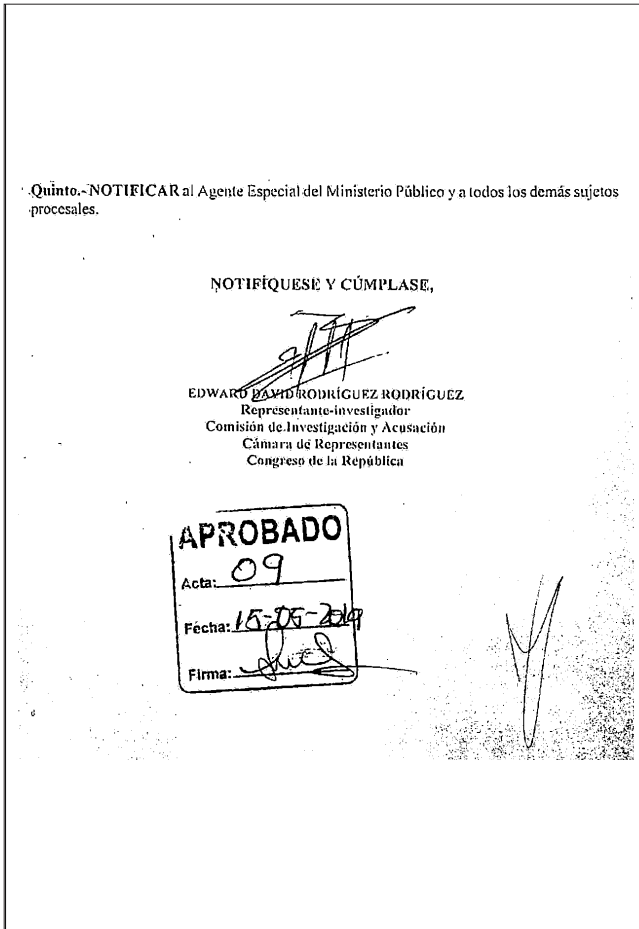 Quinto.- NOTIFICAR al Agente Especial del Ministerio Público y a todos los demás sujetos
procesales.
NOTIFÍQUESE Y CÚMPLASE,
EDWARD DAVID RODRÍGUEZ RODRÍGUEZ
Representante-investigador
Comisión de Investigación y Acusación
Cámara de Representantes
Congreso de la República
APROBADO
Acta: 09
Fecha: 15-05-2019
Firma: